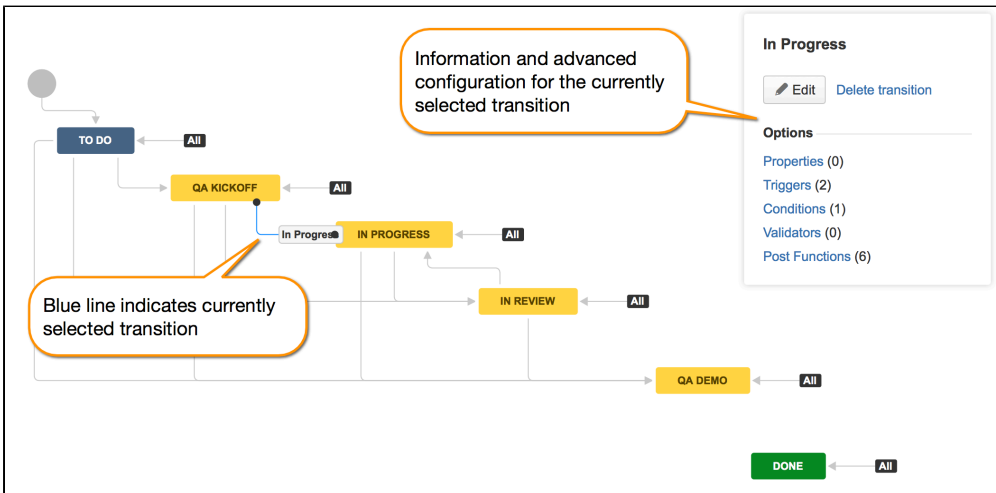 Information and advanced
configuration for the currently
selected transition
In Progress
Edit Delete transition
Options
Properties (0)
Triggers (2)
Conditions (1)
Validators (0)
Post Functions (6)
TO DO
All
QA KICKOFF
All
In Progress
IN PROGRESS
All
Blue line indicates currently
selected transition
IN REVIEW
All
QA DEMO
All
DONE
All